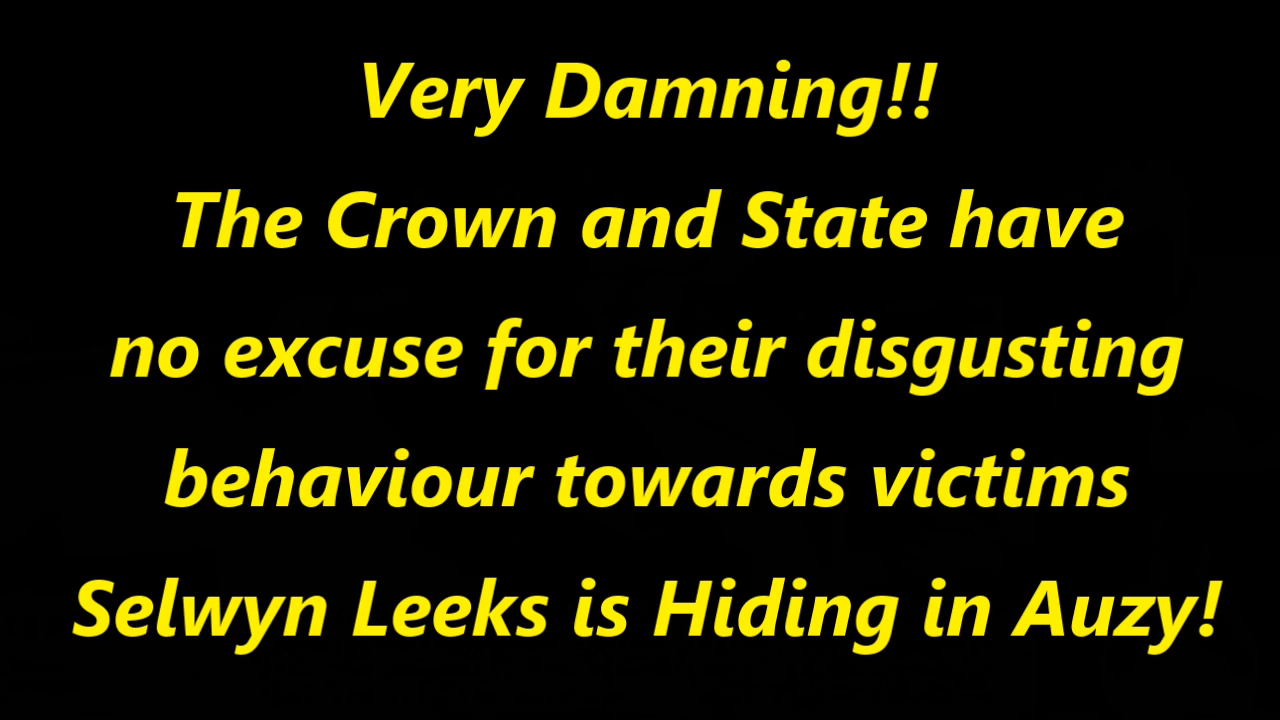 Very Damning!!
The Crown and State have
no excuse for their disgusting
behaviour towards victims
Selwyn Leeks is Hiding in Auzy!